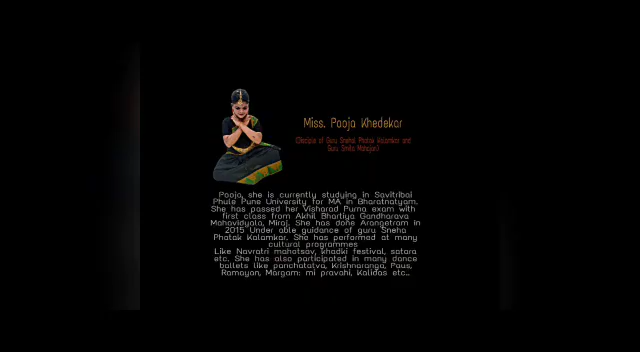 Miss. Pooja Khedekar
(Disciple of Guru Sneha Phatak Kalamkar and
Guru Smita Mahajan)
Pooja, she is currently studying in Savitribai
Phule Pune University for MA in Bharatnatyam.
She has passed her Visharad Purna exam with
first class from Akhil Bhartiya Gandharava
Mahavidyala, Miraj. She has done Arangetram in
2015 Under able guidance of guru Sneha
Phatak Kalamkar. She has performed at many
cultural programmes
Like Navratri mahotsav, khadki festival, satara
etc. She has also participated in many dance
ballets like panchatatva, Krishnaranga, Paus,
Ramayan, Margam: mi pravahi, Kalidas etc...